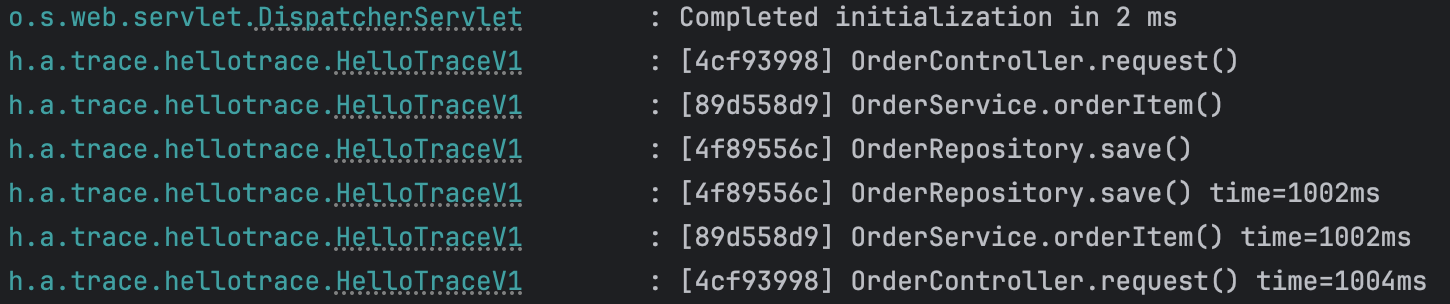 o.s.web.servlet.DispatcherServlet : Completed initialization in 2 ms
h.a.trace.hellotrace.HelloTraceV1 : [4cf93998] OrderController.request()
h.a.trace.hellotrace.HelloTraceV1 : [89d558d9] OrderService.orderItem()
h.a.trace.hellotrace.HelloTraceV1 : [4f89556c] OrderRepository.save()
h.a.trace.hellotrace.HelloTraceV1 : [4f89556c] OrderRepository.save() time=1002ms
h.a.trace.hellotrace.HelloTraceV1 : [89d558d9] OrderService.orderItem() time=1002ms
h.a.trace.hellotrace.HelloTraceV1 : [4cf93998] OrderController.request() time=1004ms